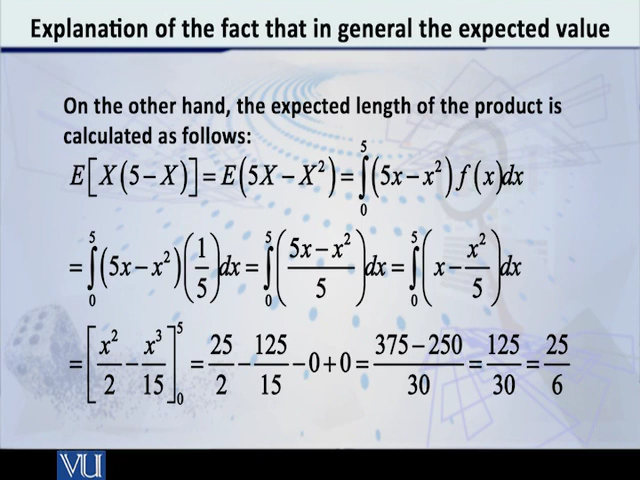 Explanation of the fact that in general the expected value
On the other hand, the expected length of the product is
calculated as follows:
E[X(5−X)] = E(5X−X²) = ∫₀⁵(5x−x²)f(x)dx
= ∫₀⁵(5x−x²)(1/5)dx = ∫₀⁵((5x−x²)/5)dx = ∫₀⁵(x−x²/5)dx
= [x²/2 − x³/15]₀⁵ = 25/2 − 125/15 − 0 + 0 = (375−250)/30 = 125/30 = 25/6
VU